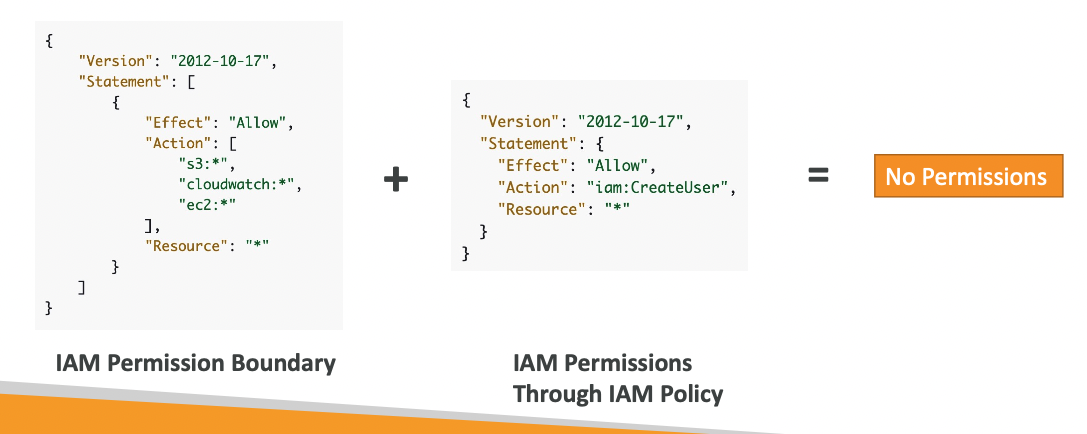 {
    "Version": "2012-10-17",
    "Statement": [
        {
            "Effect": "Allow",
            "Action": [
                "s3:*",
                "cloudwatch:*",
                "ec2:*"
            ],
            "Resource": "*"
        }
    ]
}
IAM Permission Boundary
+
{
  "Version": "2012-10-17",
  "Statement": {
    "Effect": "Allow",
    "Action": "iam:CreateUser",
    "Resource": "*"
  }
}
IAM Permissions
Through IAM Policy
=
No Permissions